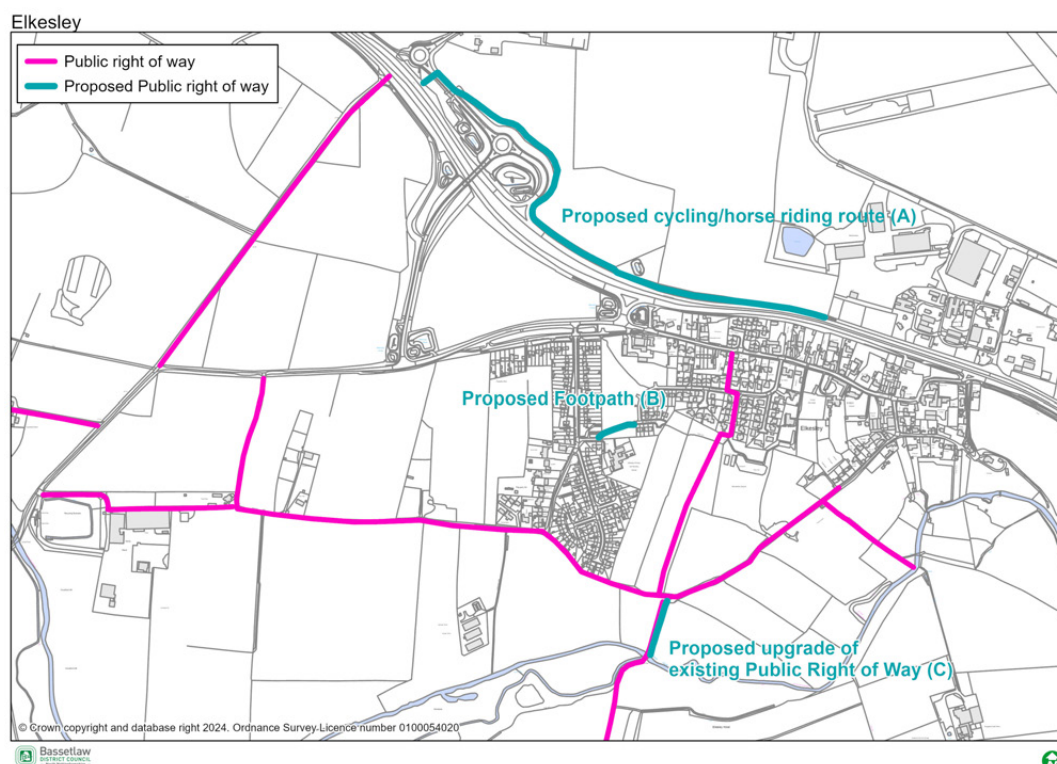 Elkesley
Public right of way
Proposed Public right of way
Proposed cycling/horse riding route (A)
Proposed Footpath (B)
Elkesley
Proposed upgrade of
existing Public Right of Way (C)
© Crown copyright and database right 2024. Ordnance Survey Licence number 0100054020
Bassetlaw
DISTRICT COUNCIL